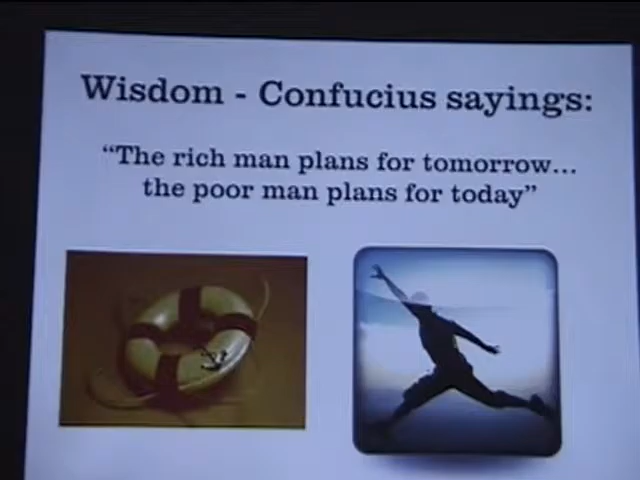 Wisdom - Confucius sayings:
“The rich man plans for tomorrow...
the poor man plans for today”